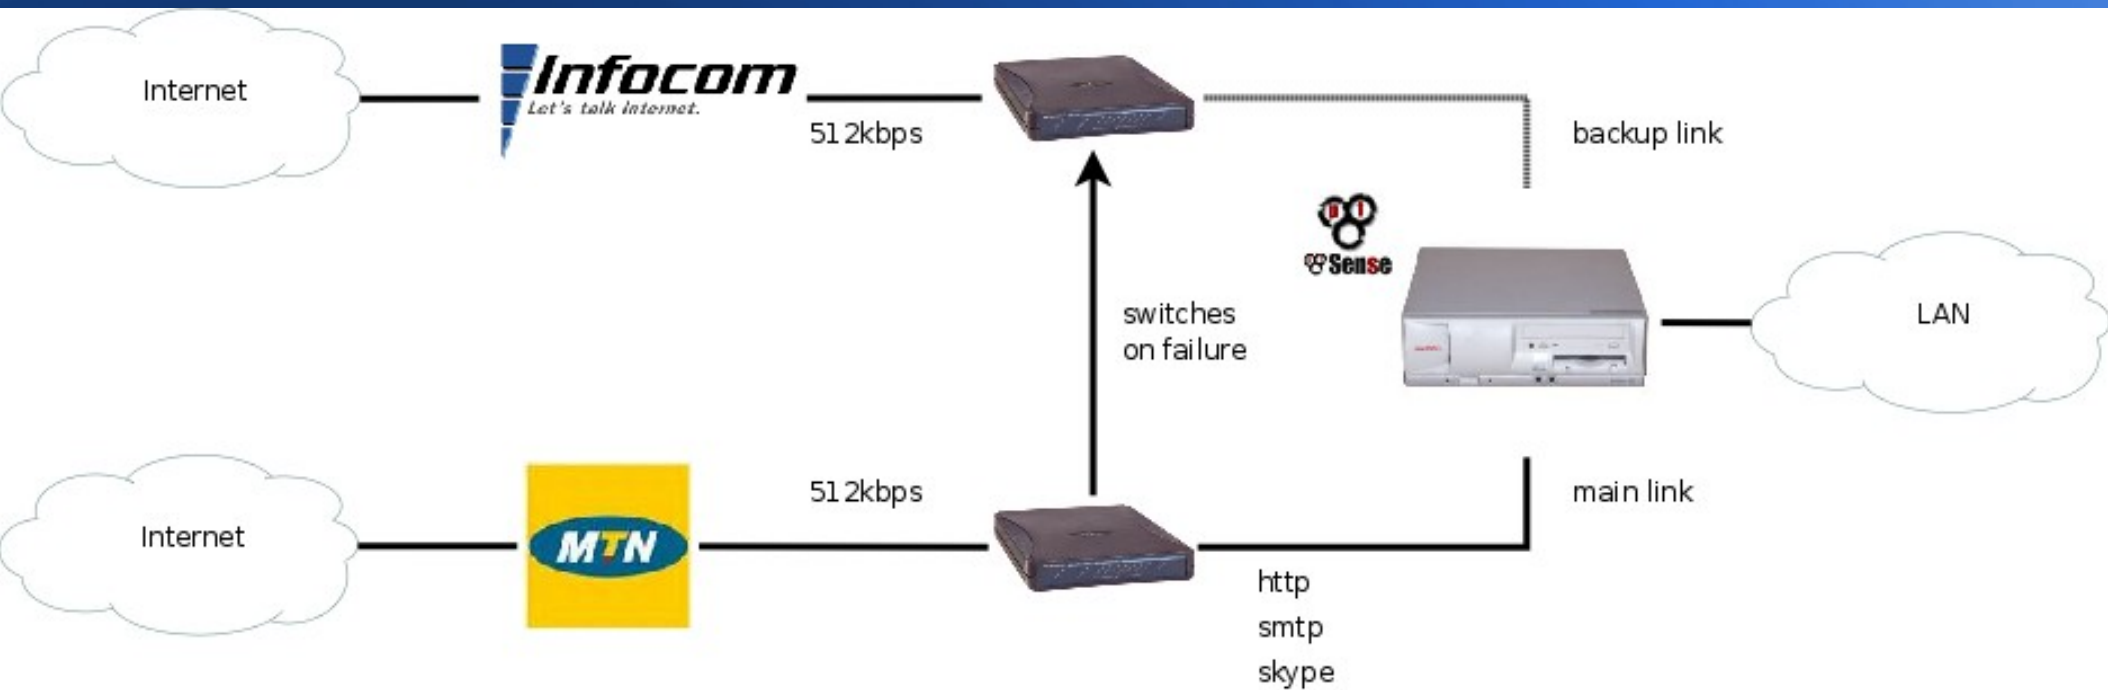 Internet
Infocom
Let's talk Internet.
512kbps
backup link
Sense
switches
on failure
LAN
Internet
MTN
512kbps
main link
http
smtp
skype